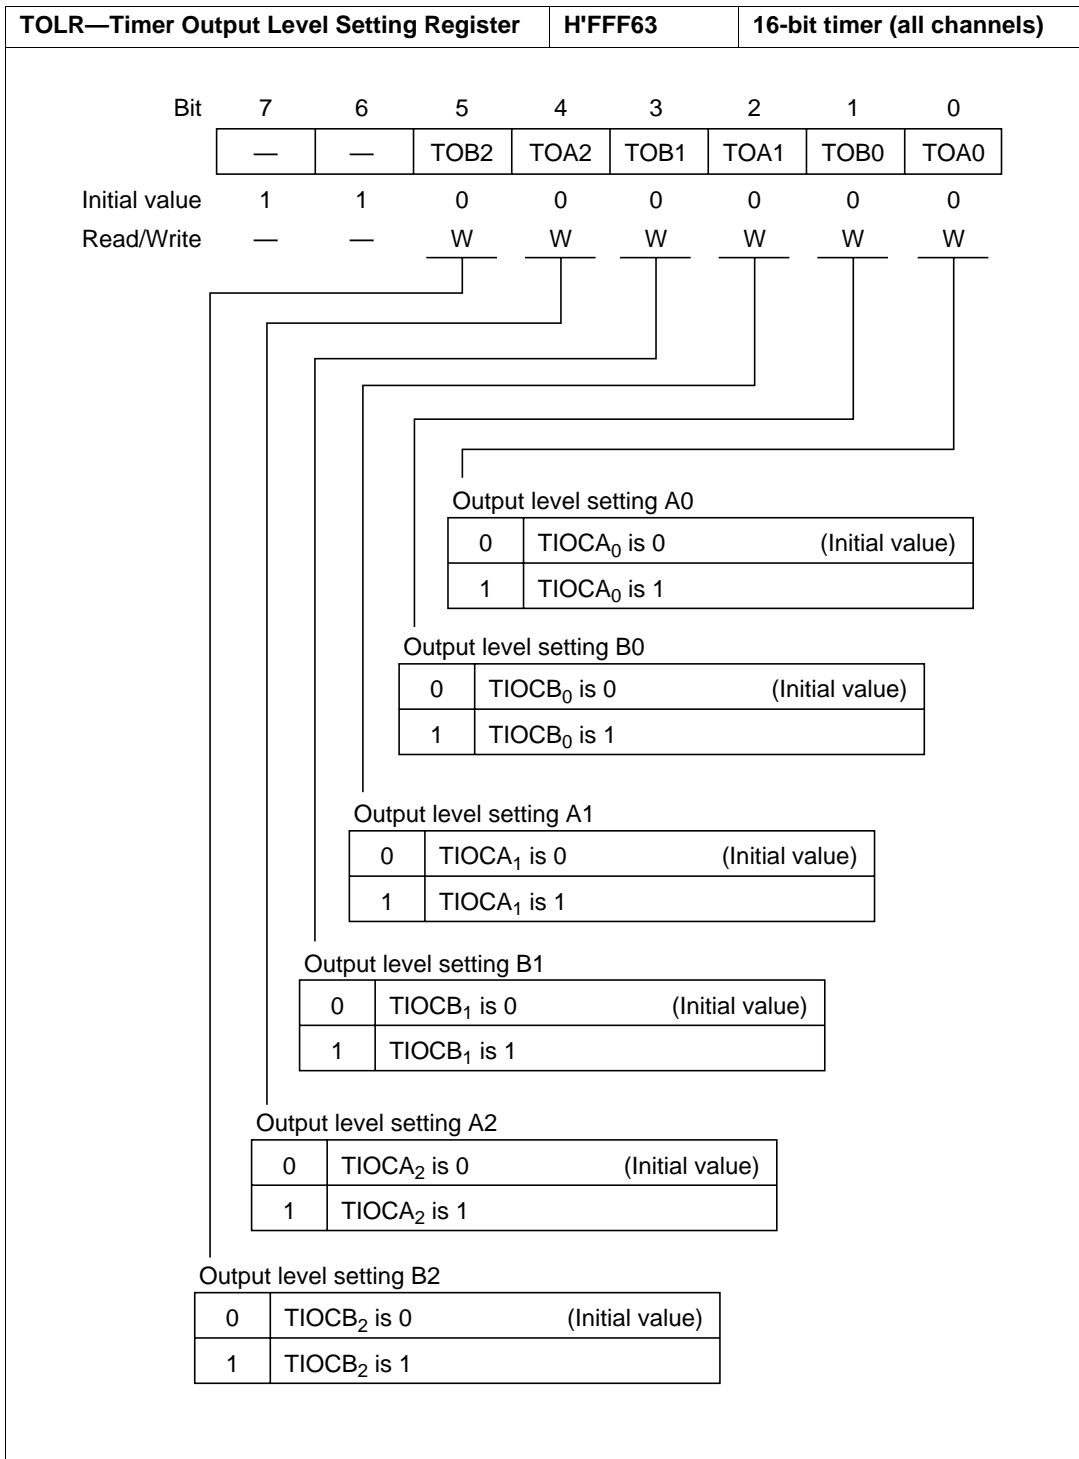 TOLR—Timer Output Level Setting Register H'FFF63 16-bit timer (all channels)
Bit 7 6 5 4 3 2 1 0
— — TOB2 TOA2 TOB1 TOA1 TOB0 TOA0
Initial value 1 1 0 0 0 0 0 0
Read/Write — — W W W W W W
Output level setting A0
0 TIOCA₀ is 0 (Initial value)
1 TIOCA₀ is 1
Output level setting B0
0 TIOCB₀ is 0 (Initial value)
1 TIOCB₀ is 1
Output level setting A1
0 TIOCA₁ is 0 (Initial value)
1 TIOCA₁ is 1
Output level setting B1
0 TIOCB₁ is 0 (Initial value)
1 TIOCB₁ is 1
Output level setting A2
0 TIOCA₂ is 0 (Initial value)
1 TIOCA₂ is 1
Output level setting B2
0 TIOCB₂ is 0 (Initial value)
1 TIOCB₂ is 1